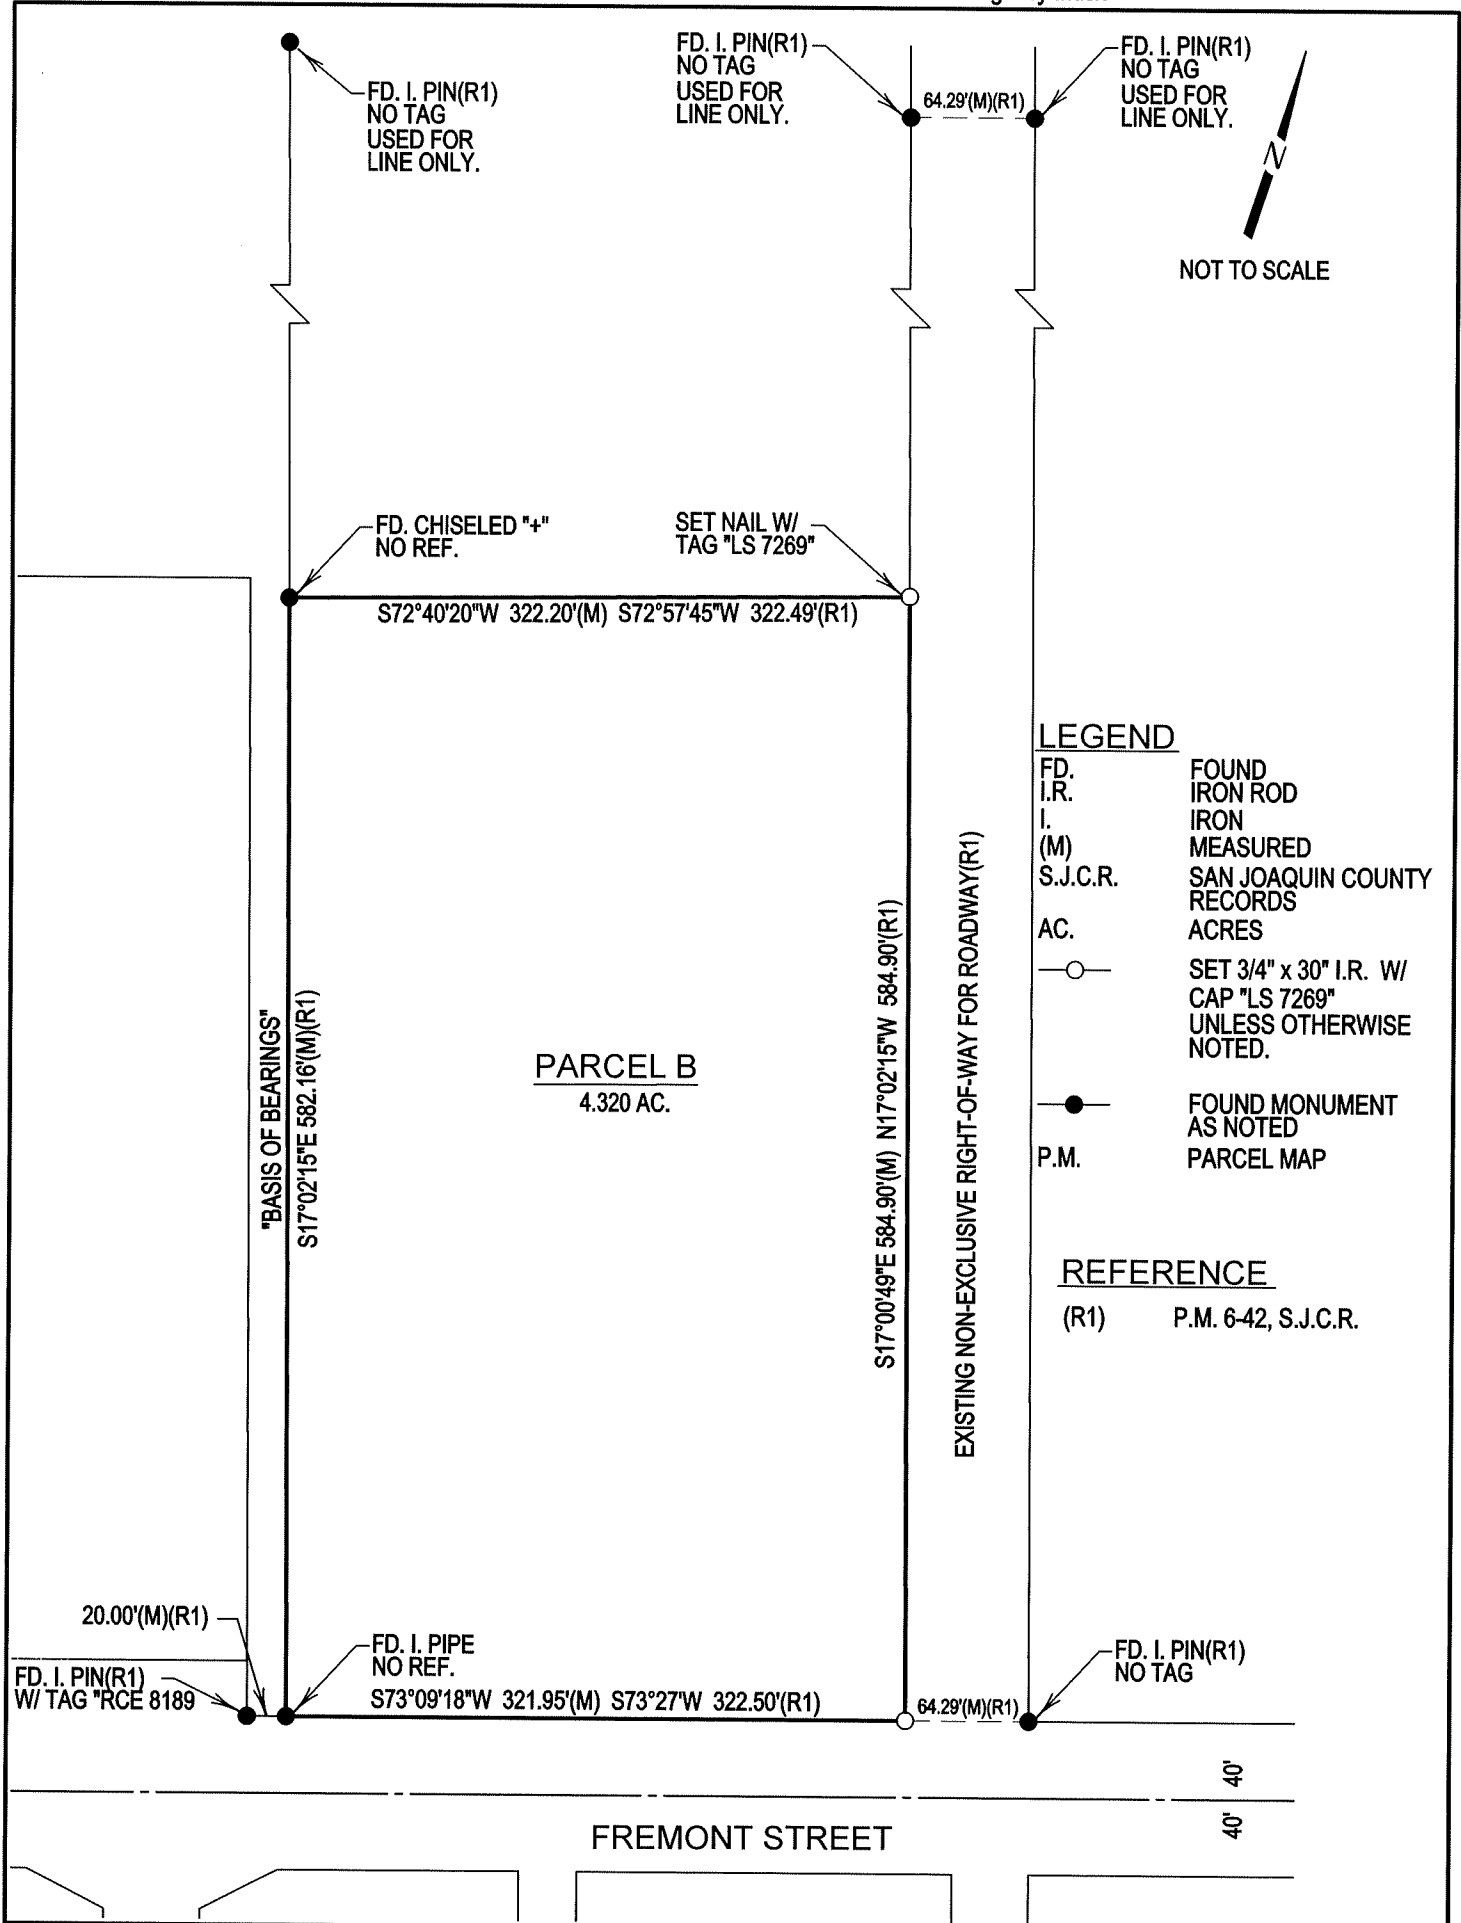 FD. I. PIN(R1)
NO TAG
USED FOR
LINE ONLY.
FD. I. PIN(R1)
NO TAG
USED FOR
LINE ONLY.
64.29'(M)(R1)
FD. I. PIN(R1)
NO TAG
USED FOR
LINE ONLY.
N
NOT TO SCALE
FD. CHISELED "+"
NO REF.
SET NAIL W/
TAG "LS 7269"
S72°40'20"W 322.20'(M) S72°57'45"W 322.49'(R1)
"BASIS OF BEARINGS"
S17°02'15"E 582.16'(M)(R1)
PARCEL B
4.320 AC.
S17°00'49"E 584.90'(M) N17°02'15"W 584.90'(R1)
EXISTING NON-EXCLUSIVE RIGHT-OF-WAY FOR ROADWAY(R1)
LEGEND
FD. FOUND
I.R. IRON ROD
I. IRON
(M) MEASURED
S.J.C.R. SAN JOAQUIN COUNTY
RECORDS
AC. ACRES
SET 3/4" x 30" I.R. W/
CAP "LS 7269"
UNLESS OTHERWISE
NOTED.
FOUND MONUMENT
AS NOTED
P.M. PARCEL MAP
REFERENCE
(R1) P.M. 6-42, S.J.C.R.
20.00'(M)(R1)
FD. I. PIN(R1)
W/ TAG "RCE 8189
FD. I. PIPE
NO REF.
S73°09'18"W 321.95'(M) S73°27'W 322.50'(R1)
64.29'(M)(R1)
FD. I. PIN(R1)
NO TAG
40'
40'
FREMONT STREET